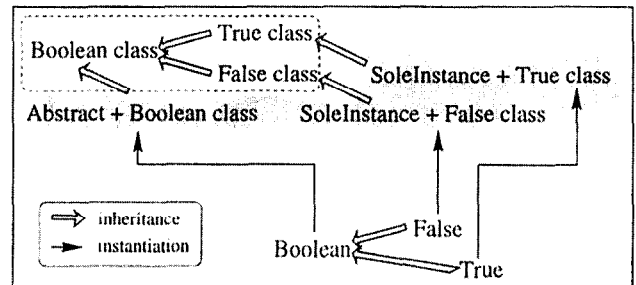 True class
Boolean class
False class
SoleInstance + True class
Abstract + Boolean class
SoleInstance + False class
inheritance
instantiation
False
Boolean
True